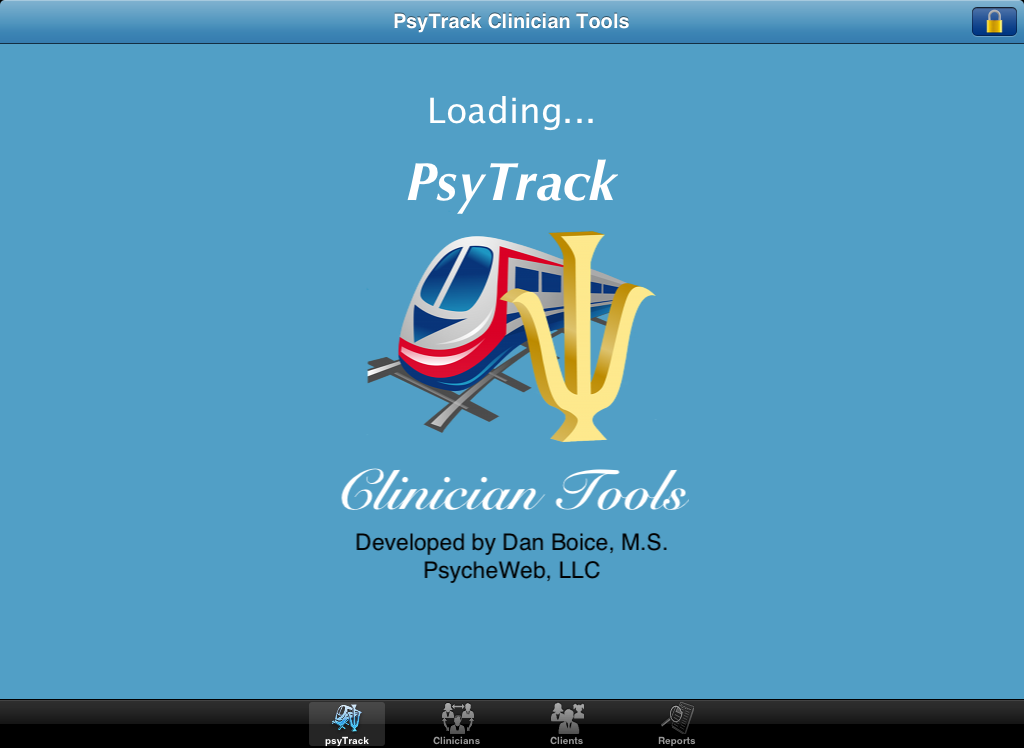 PsyTrack Clinician Tools
Loading...
PsyTrack
Clinician Tools
Developed by Dan Boice, M.S.
PsycheWeb, LLC
psyTrack
Clinicians
Clients
Reports